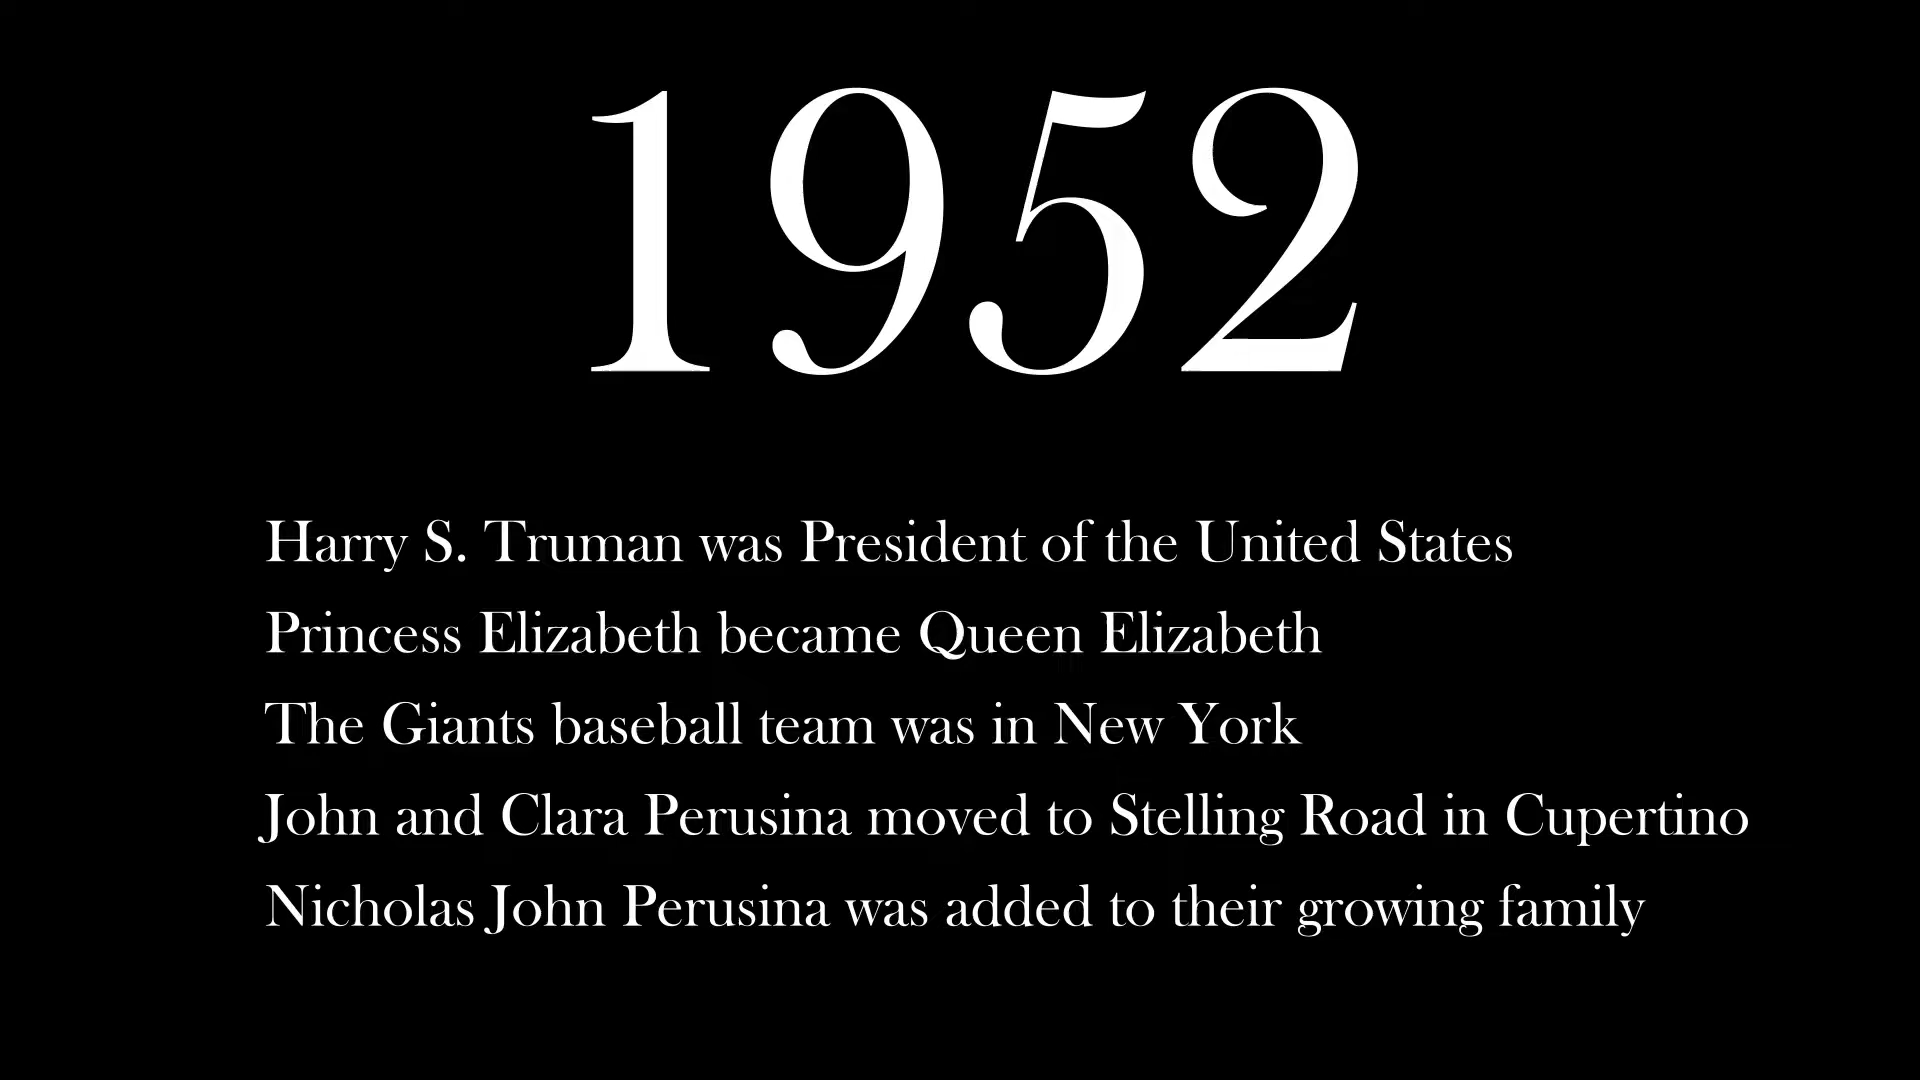 1952
Harry S. Truman was President of the United States
Princess Elizabeth became Queen Elizabeth
The Giants baseball team was in New York
John and Clara Perusina moved to Stelling Road in Cupertino
Nicholas John Perusina was added to their growing family